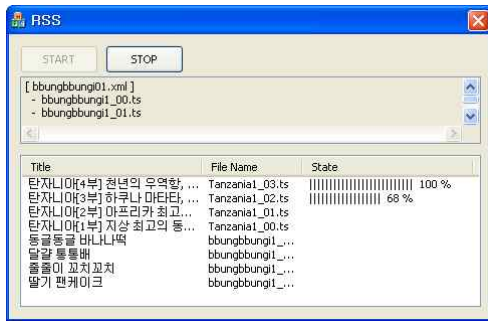 RSS
START STOP
[ bbungbbungi01.xml ]
- bbungbbungi1_00.ts
- bbungbbungi1_01.ts
Title File Name State
탄자니아[4부] 천년의 우역항, ... Tanzania1_03.ts 100 %
탄자니아[3부] 하쿠나 마타타, ... Tanzania1_02.ts 68 %
탄자니아[2부] 아프리카 최고... Tanzania1_01.ts
탄자니아[1부] 지상 최고의 동... Tanzania1_00.ts
동글동글 바나나떡 bbungbbungi1_...
달걀 통통배 bbungbbungi1_...
줄줄이 꼬치꼬치 bbungbbungi1_...
딸기 팬케이크 bbungbbungi1_...